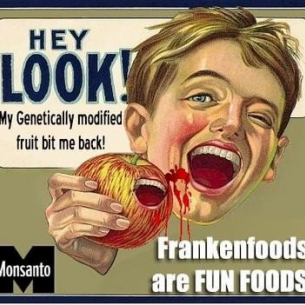 HEY
LOOK!
My Genetically modified
fruit bit me back!
Frankenfoods
are FUN FOODS
Monsanto